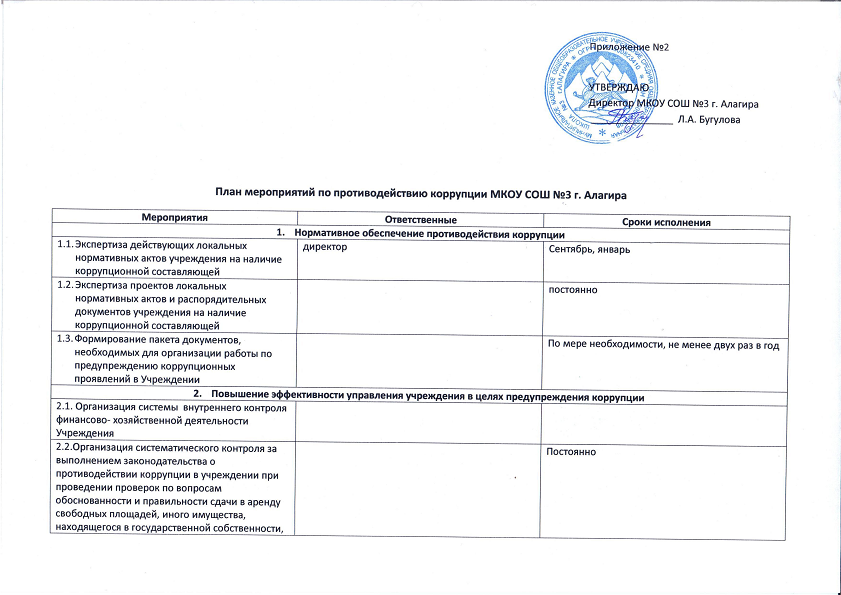 Приложение №2
УТВЕРЖДАЮ
Директор МКОУ СОШ №3 г. Алагира
Л.А. Бугулова
План мероприятий по противодействию коррупции МКОУ СОШ №3 г. Алагира
Мероприятия Ответственные Сроки исполнения
1. Нормативное обеспечение противодействия коррупции
1.1. Экспертиза действующих локальных
нормативных актов учреждения на наличие
коррупционной составляющей
директор
Сентябрь, январь
1.2. Экспертиза проектов локальных
нормативных актов и распорядительных
документов учреждения на наличие
коррупционной составляющей
постоянно
1.3. Формирование пакета документов,
необходимых для организации работы по
предупреждению коррупционных
проявлений в Учреждении
По мере необходимости, не менее двух раз в год
2. Повышение эффективности управления учреждения в целях предупреждения коррупции
2.1. Организация системы внутреннего контроля
финансово- хозяйственной деятельности
Учреждения
2.2.Организация систематического контроля за
выполнением законодательства о
противодействии коррупции в учреждении при
проведении проверок по вопросам
обоснованности и правильности сдачи в аренду
свободных площадей, иного имущества,
находящегося в государственной собственности,
Постоянно